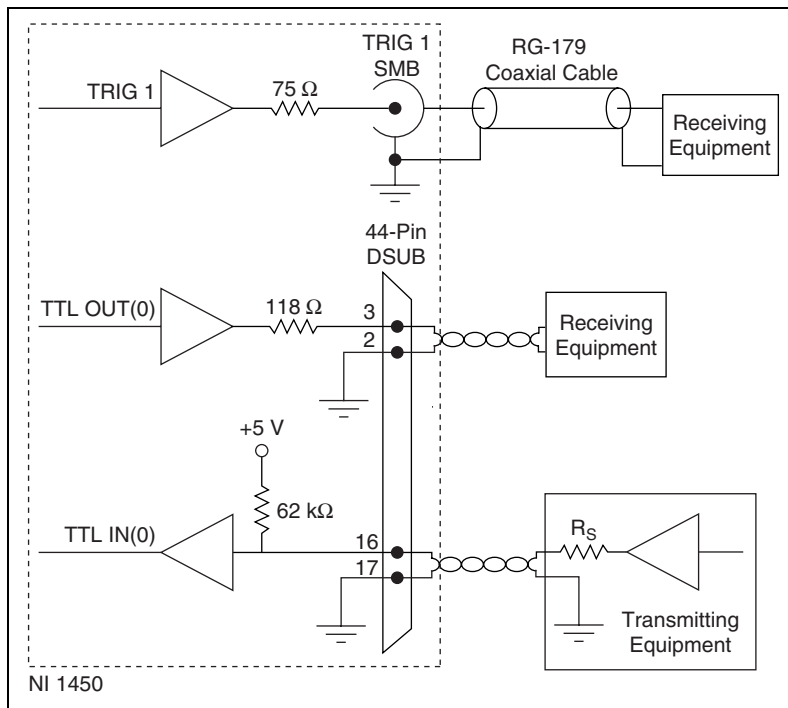 TRIG 1
SMB
RG-179
Coaxial Cable
TRIG 1
75 Ω
Receiving
Equipment
44-Pin
DSUB
TTL OUT(0)
118 Ω
3
2
Receiving
Equipment
+5 V
62 kΩ
TTL IN(0)
16
17
RS
Transmitting
Equipment
NI 1450